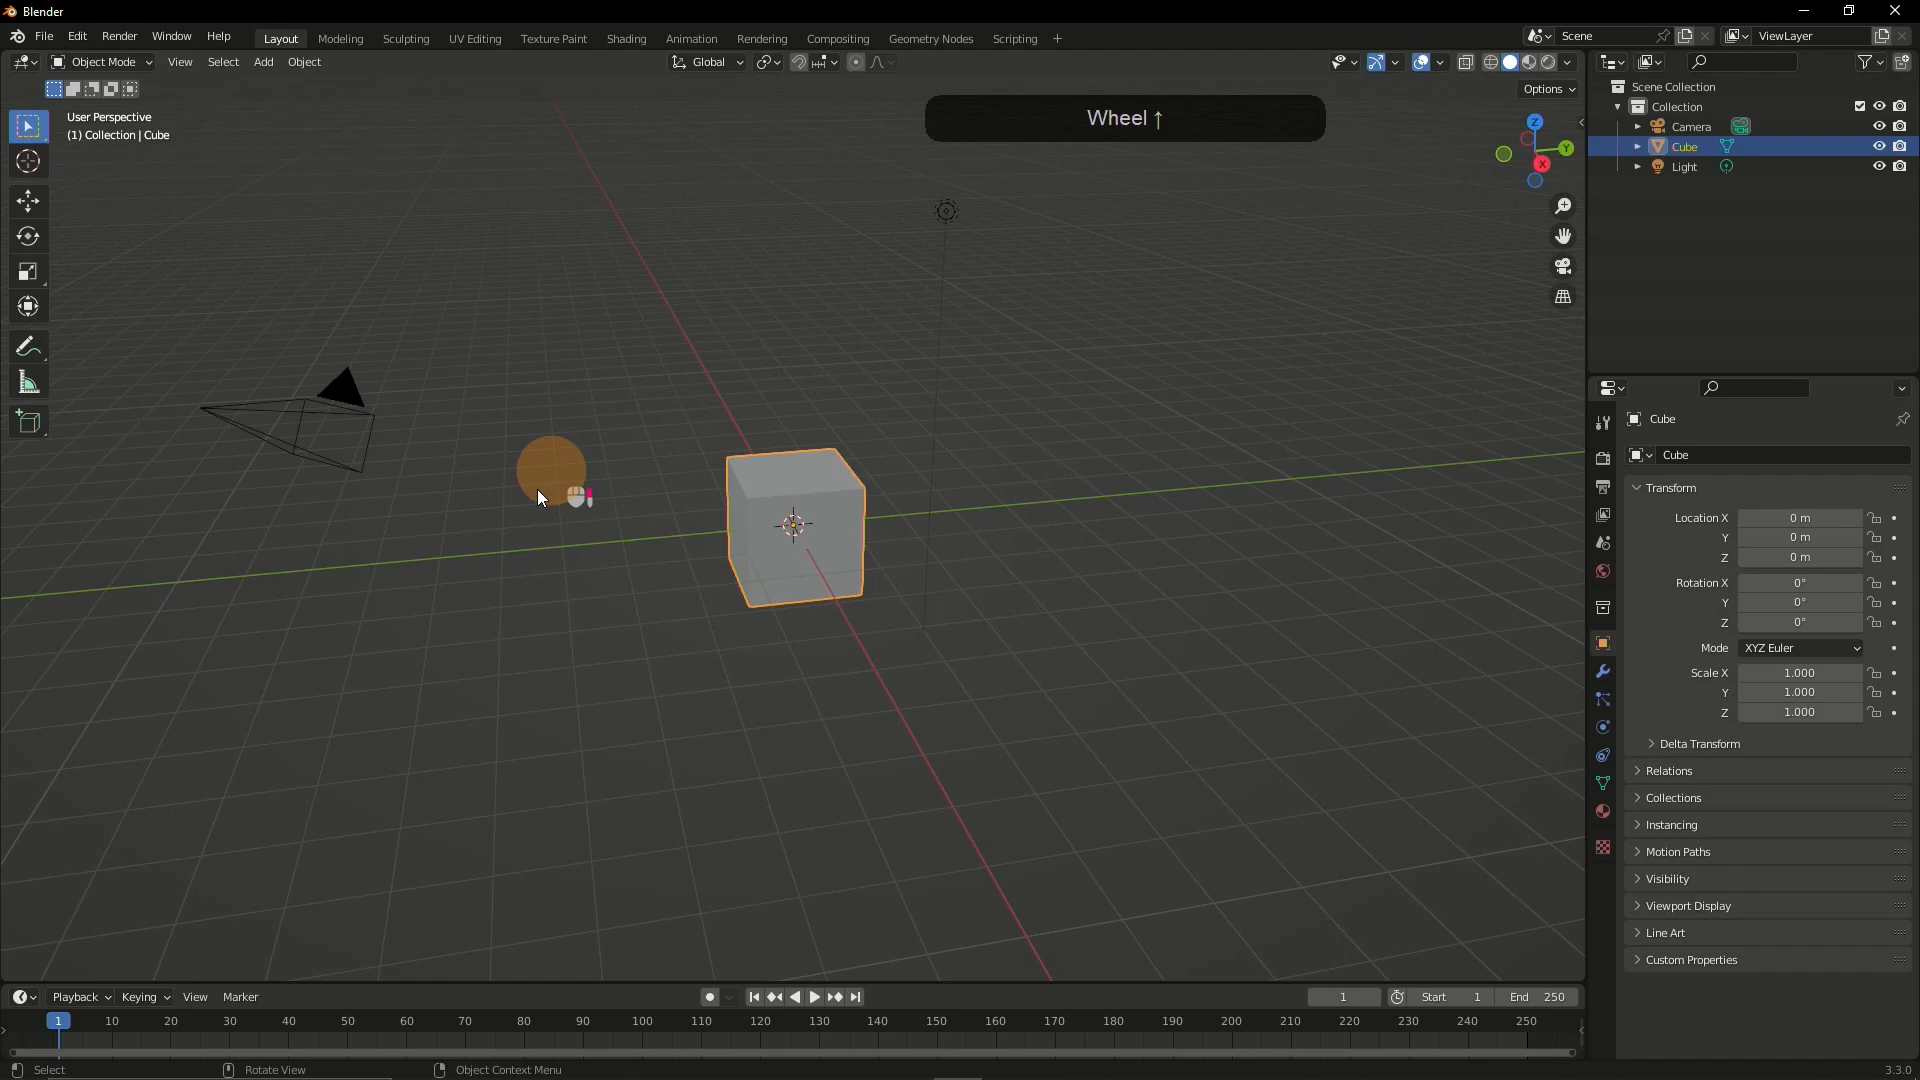 Blender
File Edit Render Window Help Layout Modeling Sculpting UV Editing Texture Paint Shading Animation Rendering Compositing Geometry Nodes Scripting + Scene ViewLayer
Object Mode View Select Add Object Global
Options
User Perspective
(1) Collection | Cube
Wheel ↑
Z
Y
X
Scene Collection
Collection
Camera
Cube
Light
Cube
Cube
Transform
Location X 0 m
Y 0 m
Z 0 m
Rotation X 0°
Y 0°
Z 0°
Mode XYZ Euler
Scale X 1.000
Y 1.000
Z 1.000
Delta Transform
Relations
Collections
Instancing
Motion Paths
Visibility
Viewport Display
Line Art
Custom Properties
Playback Keying View Marker 1 Start 1 End 250
1 10 20 30 40 50 60 70 80 90 100 110 120 130 140 150 160 170 180 190 200 210 220 230 240 250
Select Rotate View Object Context Menu 3.3.0